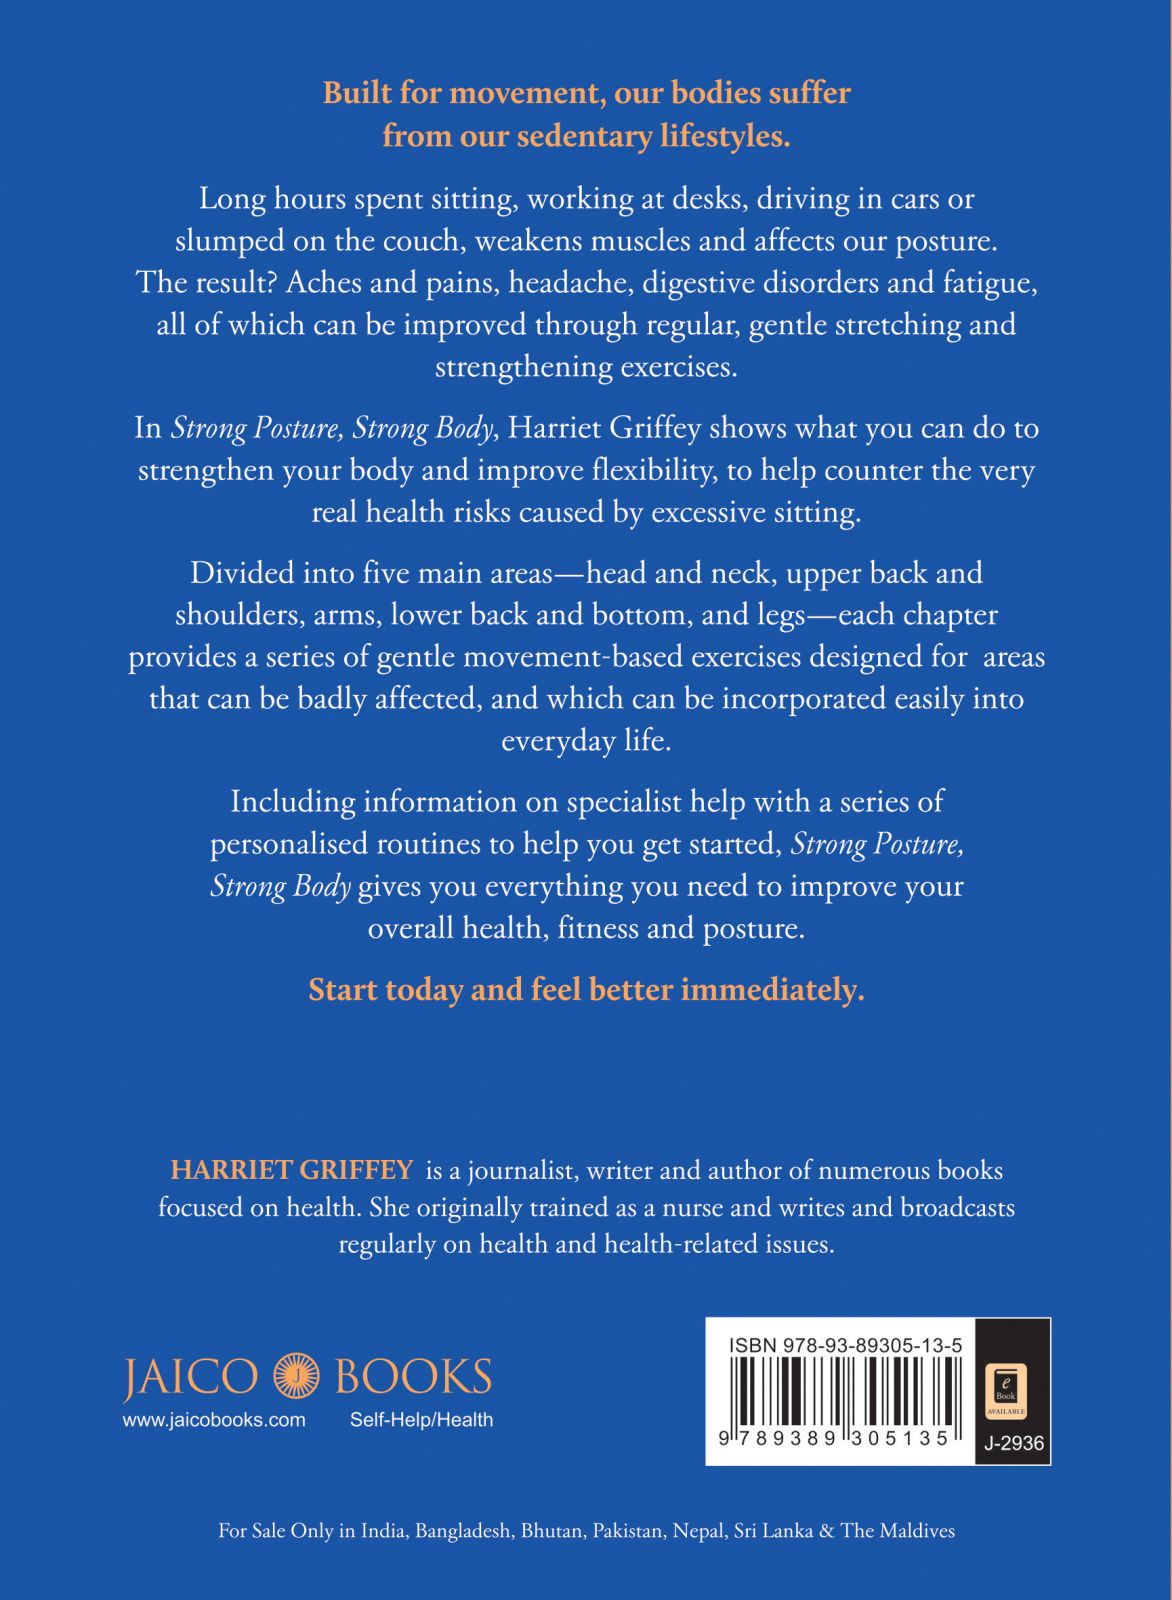 Built for movement, our bodies suffer
from our sedentary lifestyles.
Long hours spent sitting, working at desks, driving in cars or
slumped on the couch, weakens muscles and affects our posture.
The result? Aches and pains, headache, digestive disorders and fatigue,
all of which can be improved through regular, gentle stretching and
strengthening exercises.
In Strong Posture, Strong Body, Harriet Griffey shows what you can do to
strengthen your body and improve flexibility, to help counter the very
real health risks caused by excessive sitting.
Divided into five main areas—head and neck, upper back and
shoulders, arms, lower back and bottom, and legs—each chapter
provides a series of gentle movement-based exercises designed for  areas
that can be badly affected, and which can be incorporated easily into
everyday life.
Including information on specialist help with a series of
personalised routines to help you get started, Strong Posture,
Strong Body gives you everything you need to improve your
overall health, fitness and posture.
Start today and feel better immediately.
HARRIET GRIFFEY is a journalist, writer and author of numerous books
focused on health. She originally trained as a nurse and writes and broadcasts
regularly on health and health-related issues.
JAICO J BOOKS
www.jaicobooks.com Self-Help/Health
ISBN 978-93-89305-13-5
9 789389 305135
e
Book
AVAILABLE
J-2936
For Sale Only in India, Bangladesh, Bhutan, Pakistan, Nepal, Sri Lanka & The Maldives